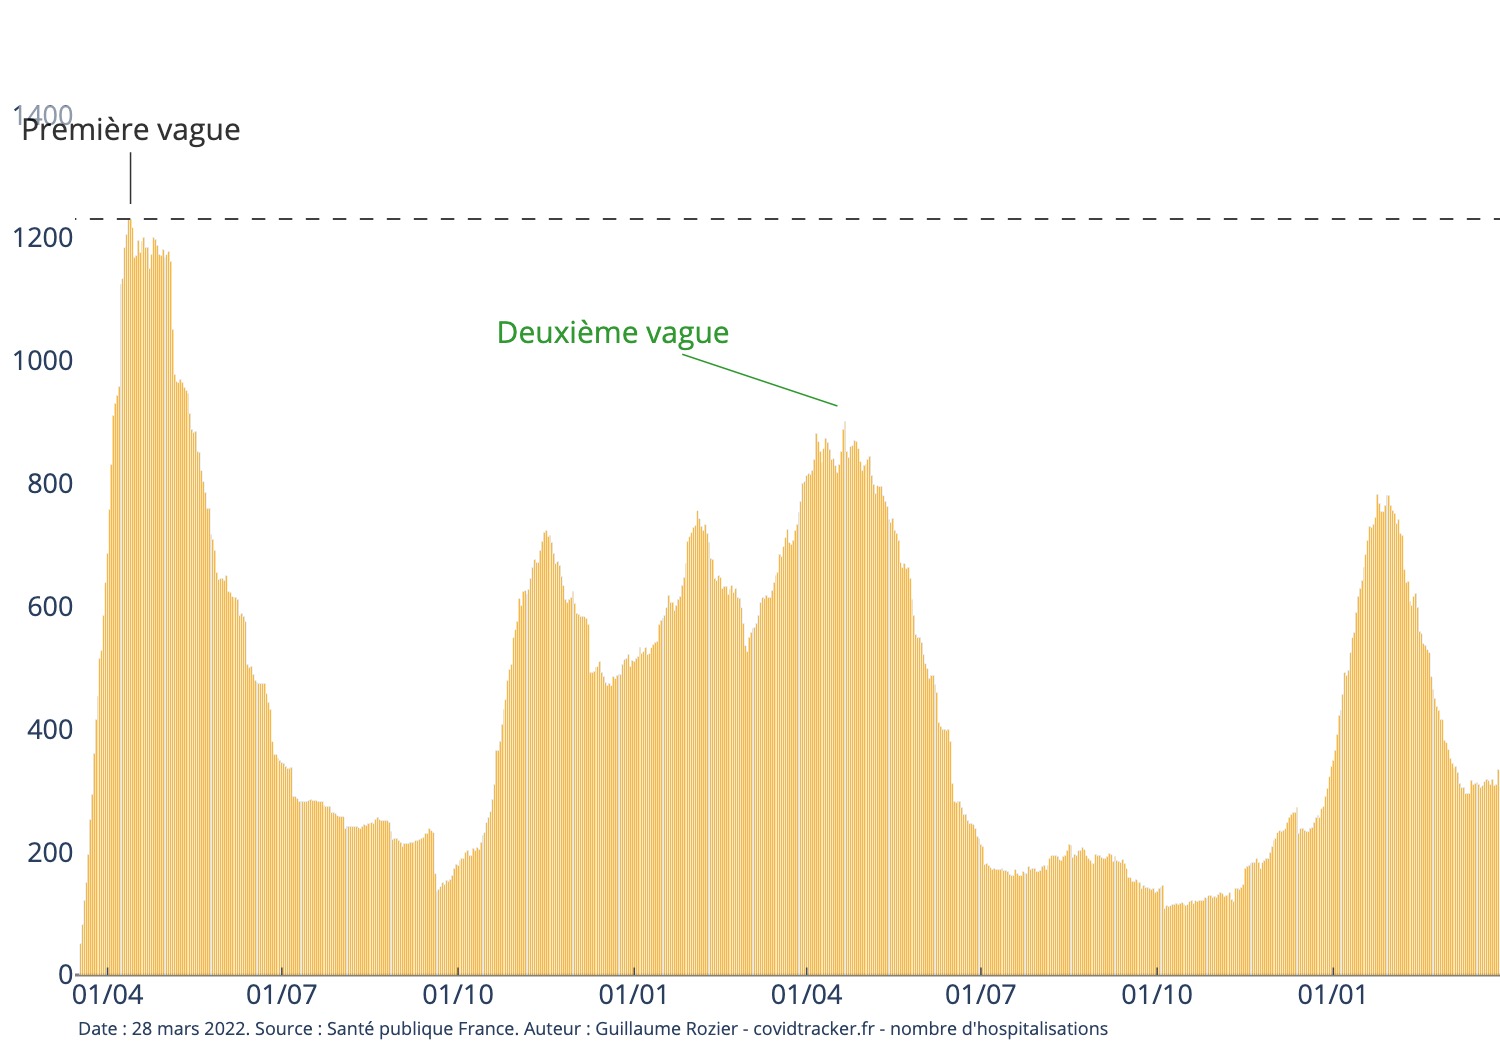 1400
Première vague
1200
Deuxième vague
1000
800
600
400
200
0
01/04 01/07 01/10 01/01 01/04 01/07 01/10 01/01
Date : 28 mars 2022. Source : Santé publique France. Auteur : Guillaume Rozier - covidtracker.fr - nombre d'hospitalisations